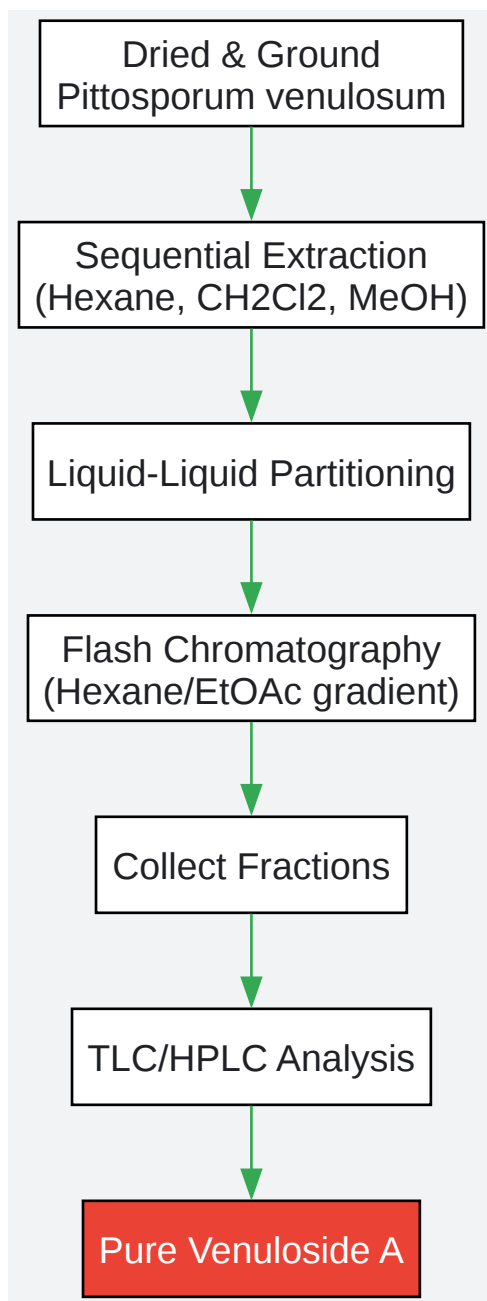 Dried & Ground
Pittosporum venulosum
Sequential Extraction
(Hexane, CH2Cl2, MeOH)
Liquid-Liquid Partitioning
Flash Chromatography
(Hexane/EtOAc gradient)
Collect Fractions
TLC/HPLC Analysis
Pure Venuloside A